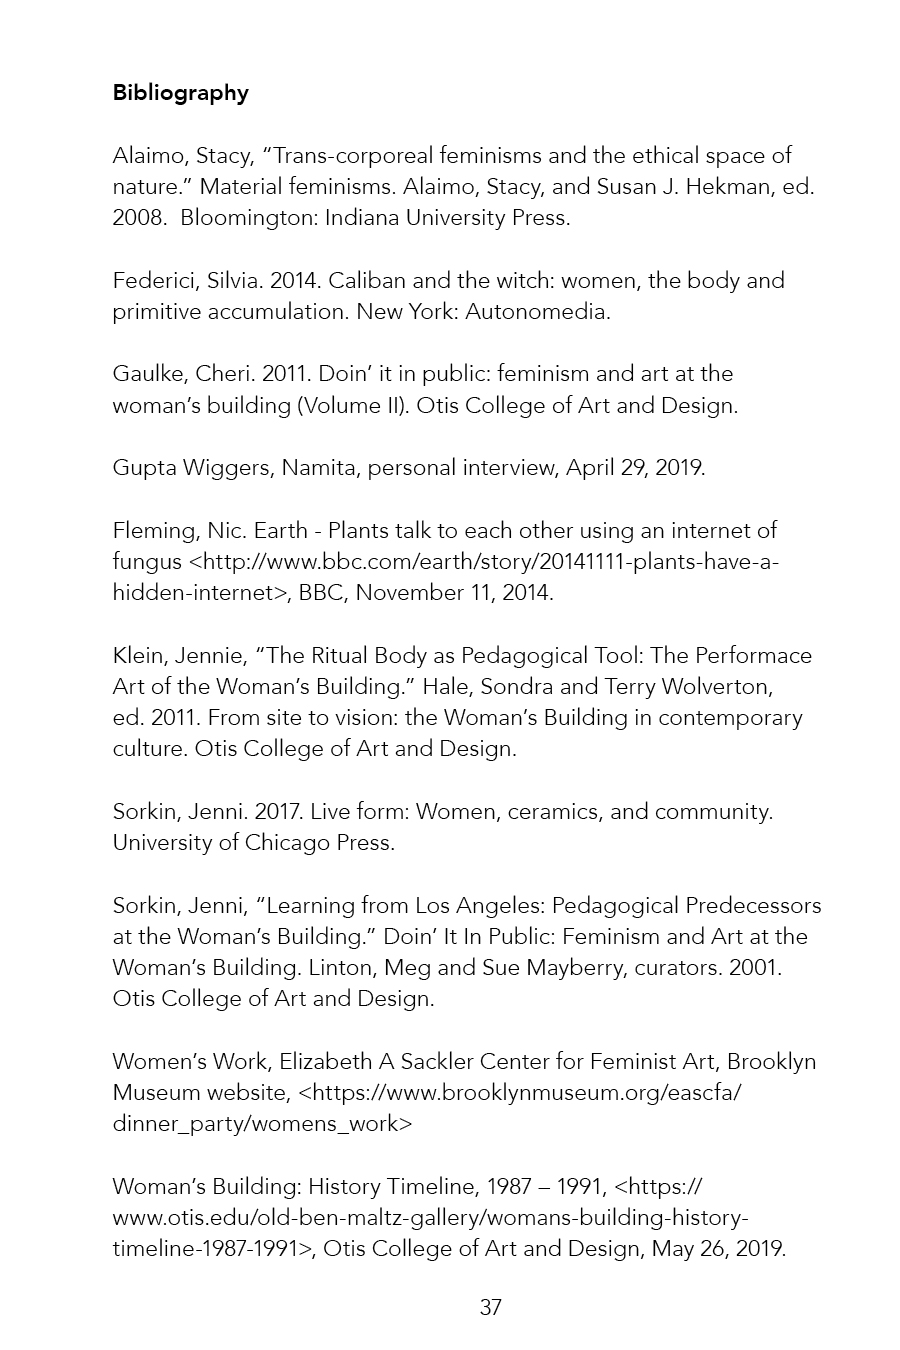 Bibliography
Alaimo, Stacy, “Trans-corporeal feminisms and the ethical space of
nature.” Material feminisms. Alaimo, Stacy, and Susan J. Hekman, ed.
2008.  Bloomington: Indiana University Press.
Federici, Silvia. 2014. Caliban and the witch: women, the body and
primitive accumulation. New York: Autonomedia.
Gaulke, Cheri. 2011. Doin’ it in public: feminism and art at the
woman’s building (Volume II). Otis College of Art and Design.
Gupta Wiggers, Namita, personal interview, April 29, 2019.
Fleming, Nic. Earth - Plants talk to each other using an internet of
fungus <http://www.bbc.com/earth/story/20141111-plants-have-a-
hidden-internet>, BBC, November 11, 2014.
Klein, Jennie, “The Ritual Body as Pedagogical Tool: The Performace
Art of the Woman’s Building.” Hale, Sondra and Terry Wolverton,
ed. 2011. From site to vision: the Woman’s Building in contemporary
culture. Otis College of Art and Design.
Sorkin, Jenni. 2017. Live form: Women, ceramics, and community.
University of Chicago Press.
Sorkin, Jenni, “Learning from Los Angeles: Pedagogical Predecessors
at the Woman’s Building.” Doin’ It In Public: Feminism and Art at the
Woman’s Building. Linton, Meg and Sue Mayberry, curators. 2001.
Otis College of Art and Design.
Women’s Work, Elizabeth A Sackler Center for Feminist Art, Brooklyn
Museum website, <https://www.brooklynmuseum.org/eascfa/
dinner_party/womens_work>
Woman’s Building: History Timeline, 1987 – 1991, <https://
www.otis.edu/old-ben-maltz-gallery/womans-building-history-
timeline-1987-1991>, Otis College of Art and Design, May 26, 2019.
37